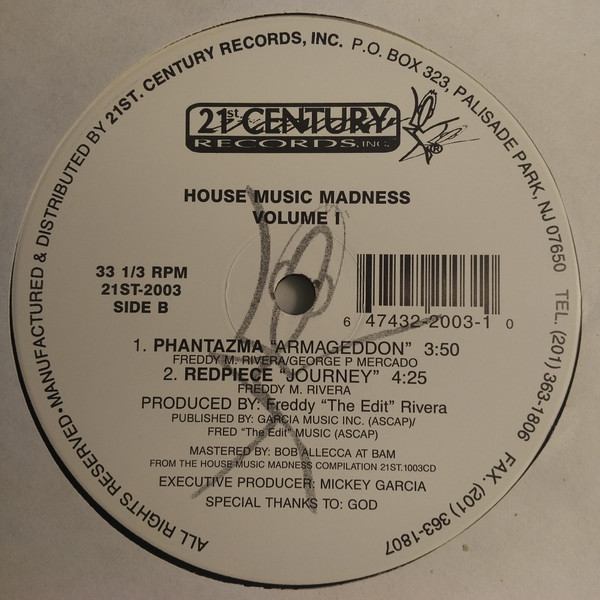 ALL RIGHTS RESERVED•MANUFACTURED & DISTRIBUTED BY 21ST. CENTURY RECORDS, INC. P.O. BOX 323, PALISADE PARK, NJ 07650 TEL. (201) 363-1806 FAX. (201) 363-1807
21st. CENTURY
RECORDS, INC.
®
HOUSE MUSIC MADNESS
VOLUME I
33 1/3 RPM
21ST-2003
SIDE B
6 47432-2003-1 0
1. PHANTAZMA "ARMAGEDDON" 3:50
FREDDY M. RIVERA/GEORGE P MERCADO
2. REDPIECE "JOURNEY" 4:25
FREDDY M. RIVERA
PRODUCED BY: Freddy "The Edit" Rivera
PUBLISHED BY: GARCIA MUSIC INC. (ASCAP)/
FRED "The Edit" MUSIC (ASCAP)
MASTERED BY: BOB ALLECCA AT BAM
FROM THE HOUSE MUSIC MADNESS COMPILATION 21ST.1003CD
EXECUTIVE PRODUCER: MICKEY GARCIA
SPECIAL THANKS TO: GOD